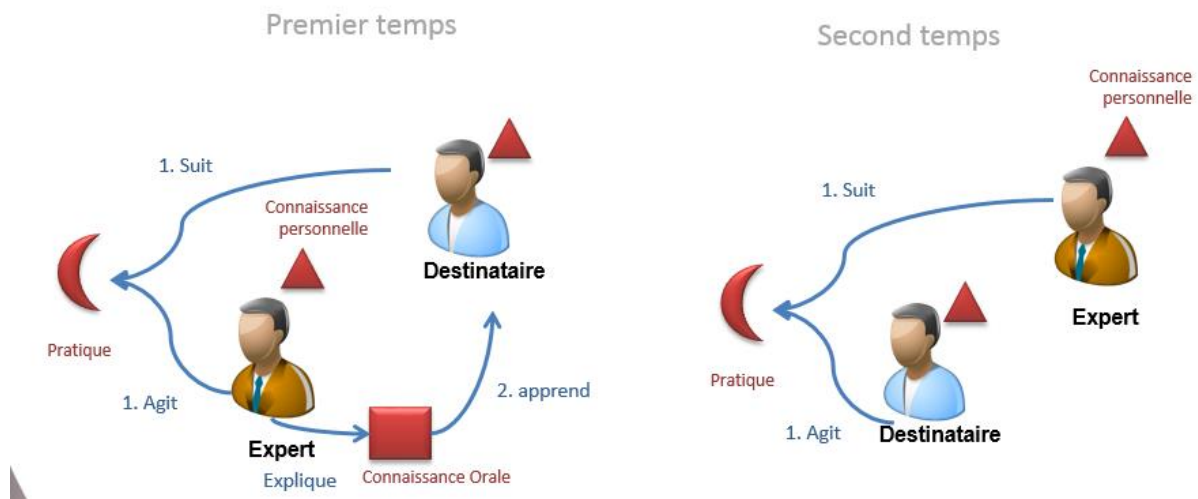 Premier temps
1. Suit
Connaissance
personnelle
Destinataire
Pratique
1. Agit
2. apprend
Expert
Explique
Connaissance Orale
Second temps
Connaissance
personnelle
1. Suit
Expert
Pratique
1. Agit
Destinataire